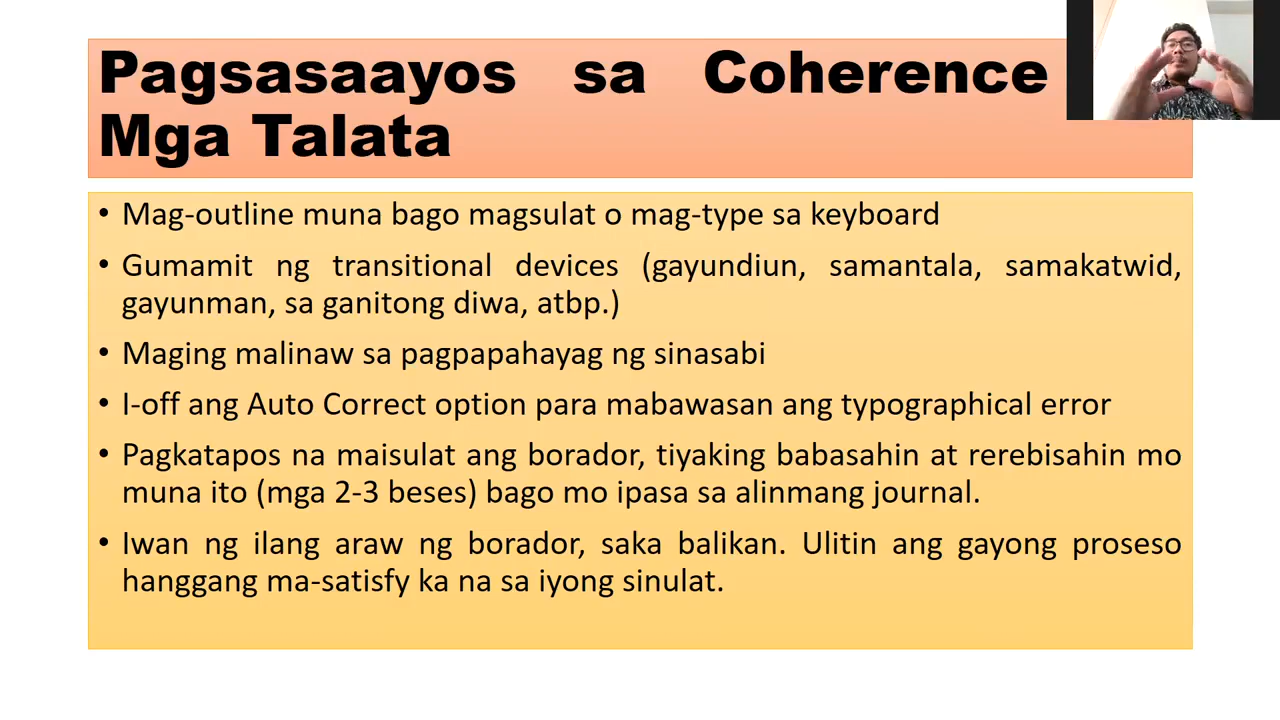 Pagsasaayos sa Coherence
Mga Talata
• Mag-outline muna bago magsulat o mag-type sa keyboard
• Gumamit ng transitional devices (gayundiun, samantala, samakatwid,
gayunman, sa ganitong diwa, atbp.)
• Maging malinaw sa pagpapahayag ng sinasabi
• I-off ang Auto Correct option para mabawasan ang typographical error
• Pagkatapos na maisulat ang borador, tiyaking babasahin at rerebisahin mo
muna ito (mga 2-3 beses) bago mo ipasa sa alinmang journal.
• Iwan ng ilang araw ng borador, saka balikan. Ulitin ang gayong proseso
hanggang ma-satisfy ka na sa iyong sinulat.